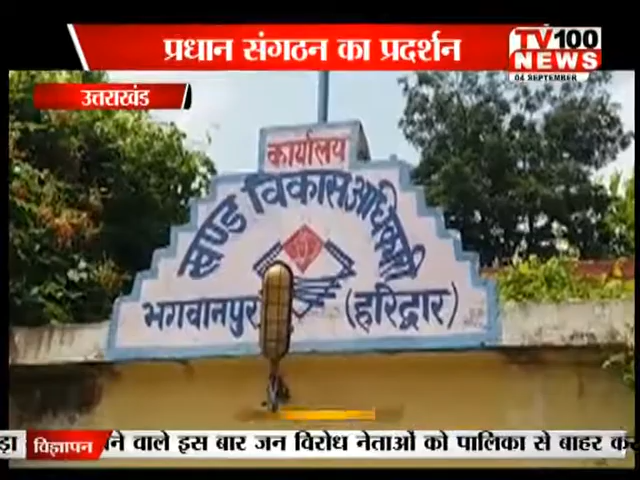 प्रधान संगठन का प्रदर्शन
TV100
NEWS
04 SEPTEMBER
उत्तराखंड
कार्यालय
खण्ड विकास अधिकारी
भगवानपुर (हरिद्वार)
ड़ा विज्ञापन ने वाले इस बार जन विरोध नेताओं को पालिका से बाहर कर